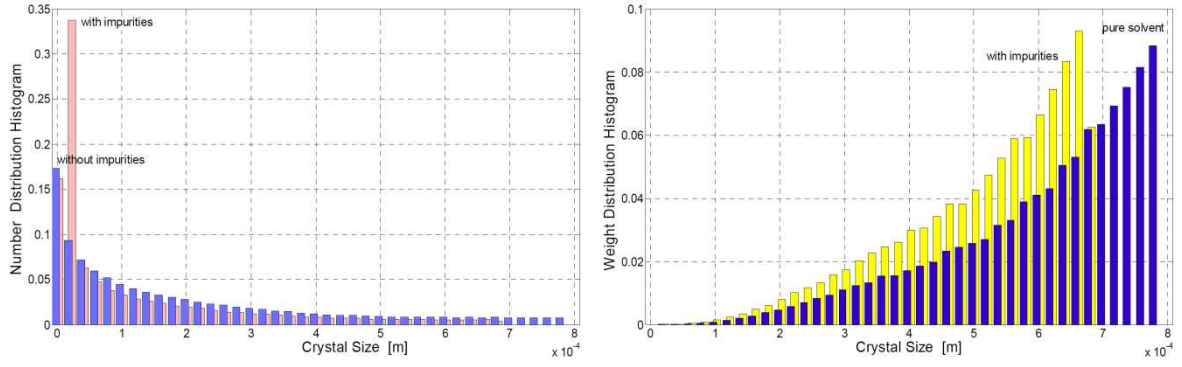 0.35
0.3
0.25
0.2
0.15
0.1
0.05
0
Number Distribution Histogram
with impurities
without impurities
0 1 2 3 4 5 6 7 8
Crystal Size [m]
x 10⁻⁴
0.1
0.08
0.06
0.04
0.02
0
Weight Distribution Histogram
pure solvent
with impurities
0 1 2 3 4 5 6 7 8
Crystal Size [m]
x 10⁻⁴